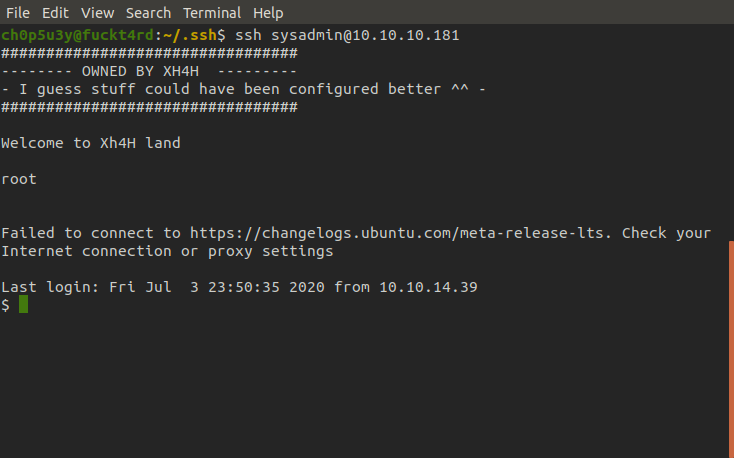 File Edit View Search Terminal Help
ch0p5u3y@fuckt4rd:~/.ssh$ ssh sysadmin@10.10.10.181
#################################
-------- OWNED BY XH4H  ---------
- I guess stuff could have been configured better ^^ -
#################################
Welcome to Xh4H land
root
Failed to connect to https://changelogs.ubuntu.com/meta-release-lts. Check your
Internet connection or proxy settings
Last login: Fri Jul  3 23:50:35 2020 from 10.10.14.39
$